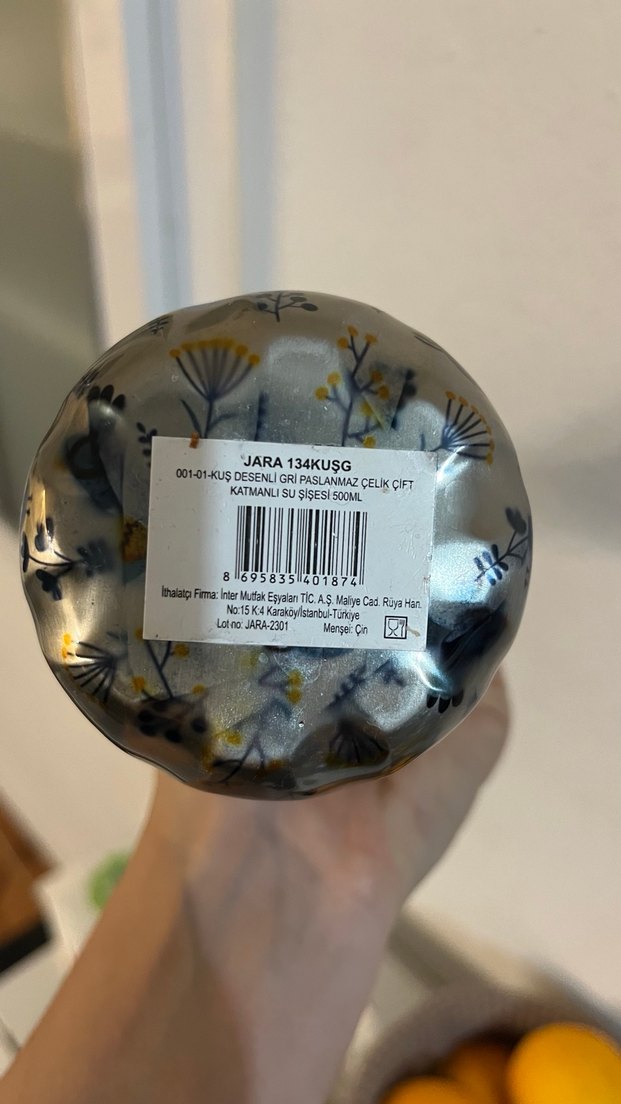 JARA 134KUŞG
001-01-KUŞ DESENLİ GRİ PASLANMAZ ÇELİK ÇİFT
KATMANLI SU ŞİŞESİ 500ML
8 695835 401874
İthalatçı Firma: İnter Mutfak Eşyaları TİC. A.Ş. Maliye Cad. Rüya Han.
No:15 K:4 Karaköy/İstanbul-Türkiye
Lot no: JARA-2301 Menşei: Çin